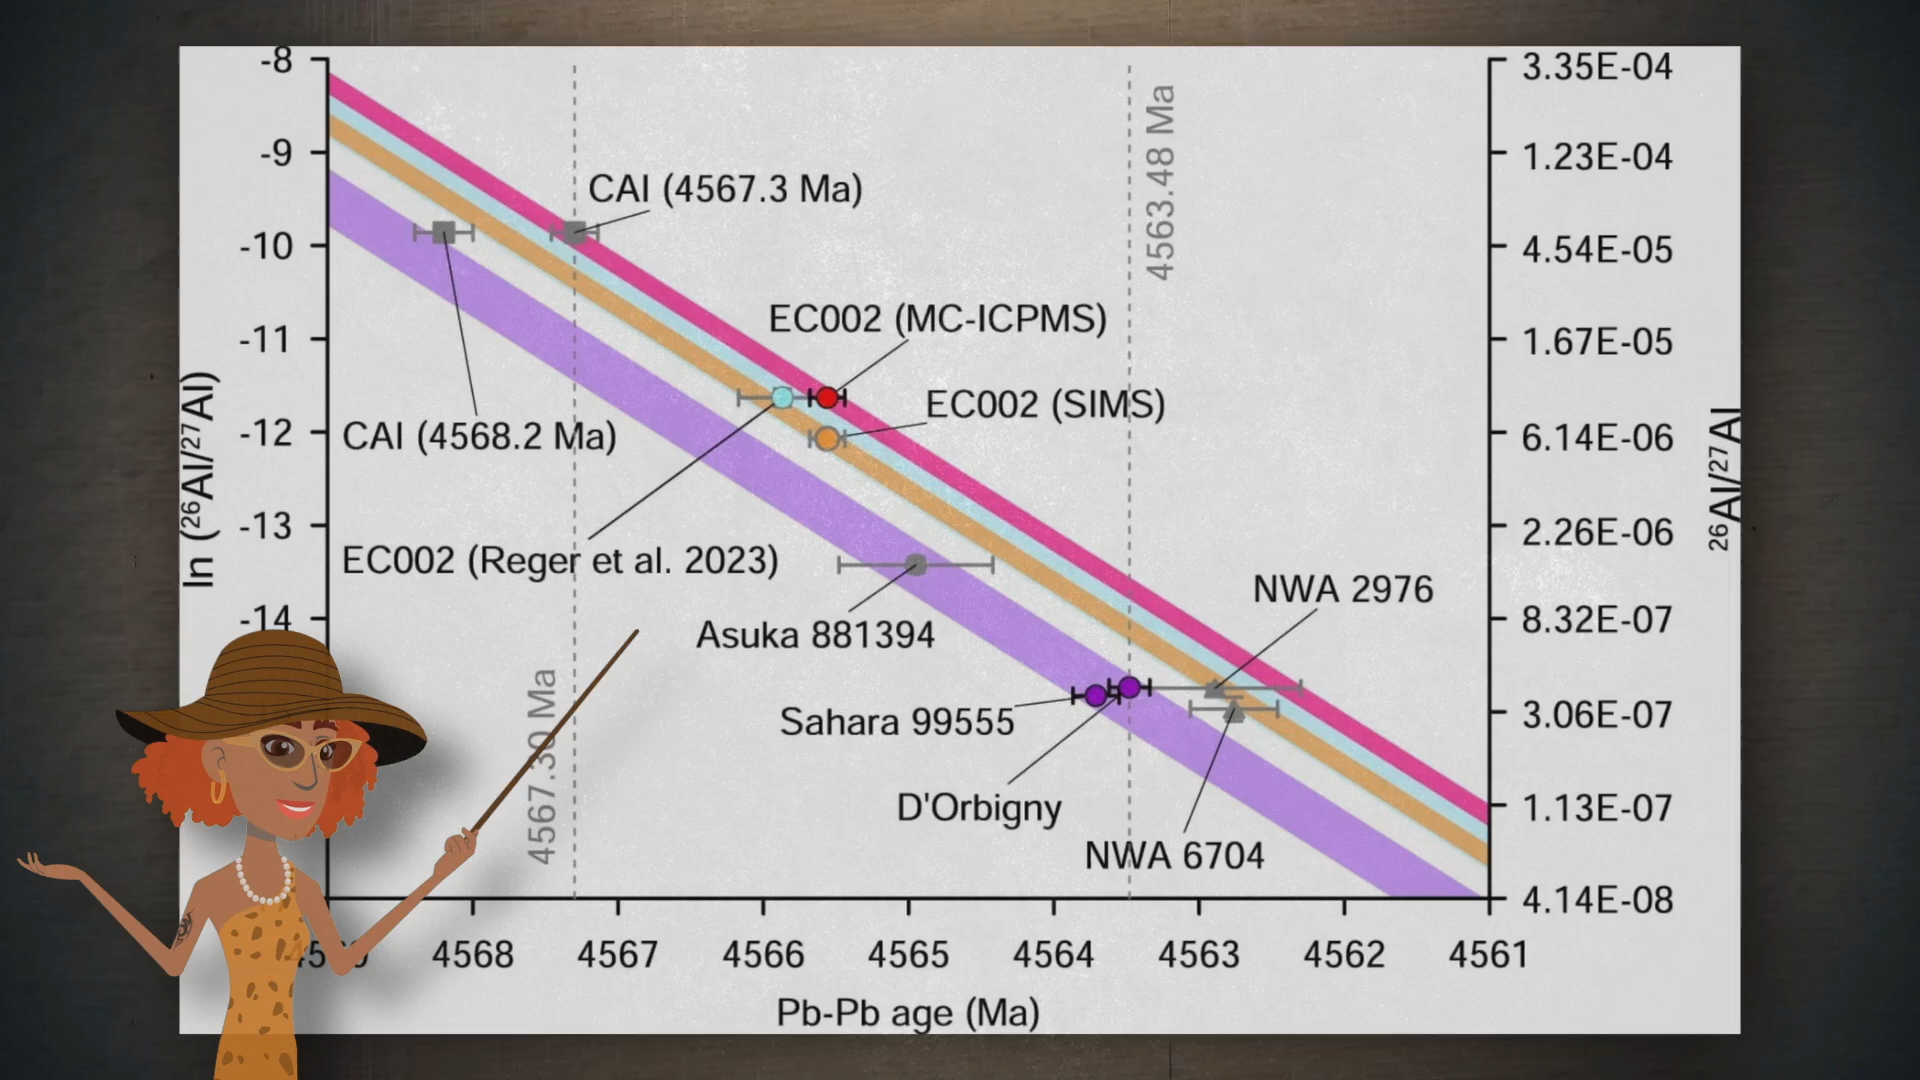 -8
-9
-10
-11
-12
-13
-14
ln (²⁶Al/²⁷Al)
3.35E-04
1.23E-04
4.54E-05
1.67E-05
6.14E-06
2.26E-06
8.32E-07
3.06E-07
1.13E-07
4.14E-08
²⁶Al/²⁷Al
4563.48 Ma
CAI (4567.3 Ma)
EC002 (MC-ICPMS)
EC002 (SIMS)
CAI (4568.2 Ma)
EC002 (Reger et al. 2023)
NWA 2976
Asuka 881394
Sahara 99555
4567.30 Ma
D'Orbigny
NWA 6704
4568 4567 4566 4565 4564 4563 4562 4561
Pb-Pb age (Ma)